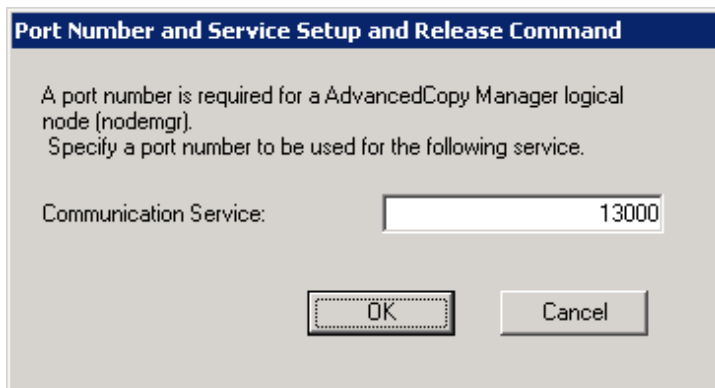 Port Number and Service Setup and Release Command
A port number is required for a AdvancedCopy Manager logical
node (nodemgr).
Specify a port number to be used for the following service.
Communication Service:
13000
OK
Cancel